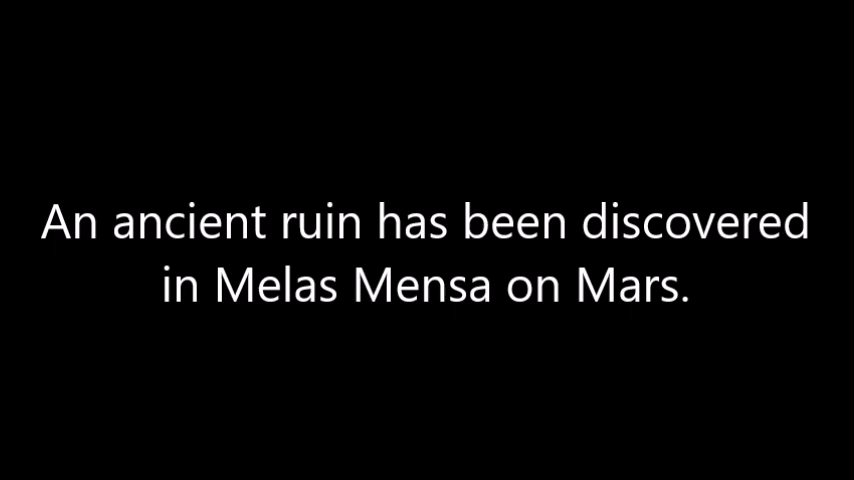 An ancient ruin has been discovered
in Melas Mensa on Mars.